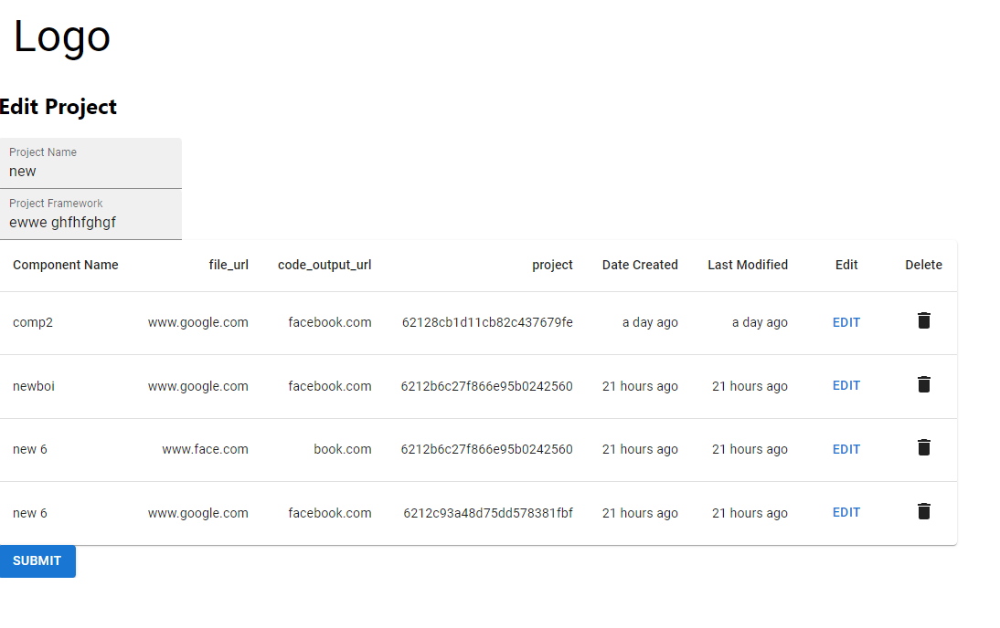 Logo
Edit Project
Project Name
new
Project Framework
ewwe ghfhfghgf
Component Name file_url code_output_url project Date Created Last Modified Edit Delete
comp2 www.google.com facebook.com 62128cb1d11cb82c437679fe a day ago a day ago EDIT
newboi www.google.com facebook.com 6212b6c27f866e95b0242560 21 hours ago 21 hours ago EDIT
new 6 www.face.com book.com 6212b6c27f866e95b0242560 21 hours ago 21 hours ago EDIT
new 6 www.google.com facebook.com 6212c93a48d75dd578381fbf 21 hours ago 21 hours ago EDIT
SUBMIT